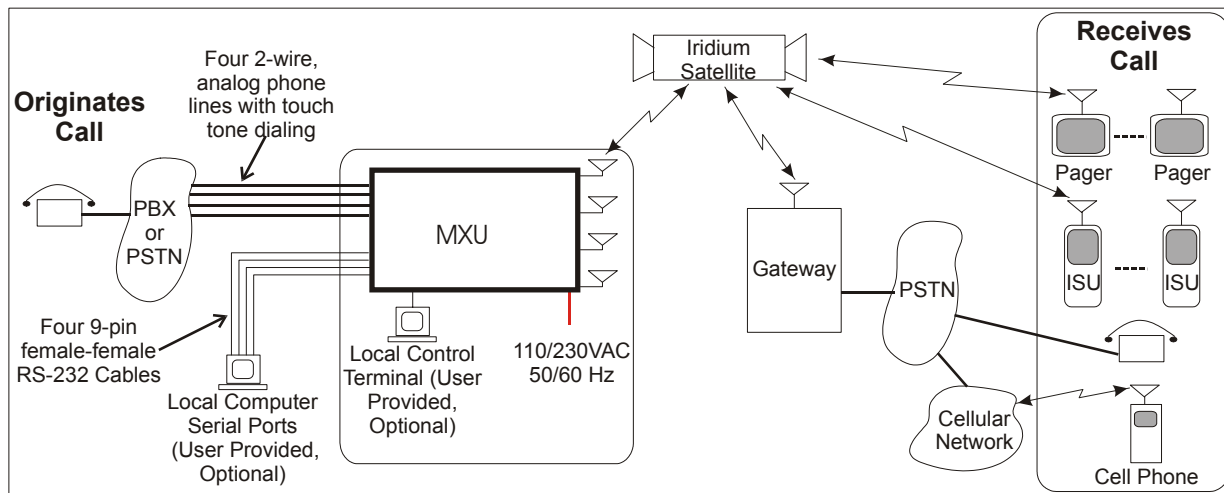 Originates
Call
Four 2-wire,
analog phone
lines with touch
tone dialing
PBX
or
PSTN
Four 9-pin
female-female
RS-232 Cables
Local Computer
Serial Ports
(User Provided,
Optional)
MXU
Local Control
Terminal (User
Provided,
Optional)
110/230VAC
50/60 Hz
Iridium
Satellite
Gateway
PSTN
Cellular
Network
Receives
Call
Pager
Pager
ISU
ISU
Cell Phone